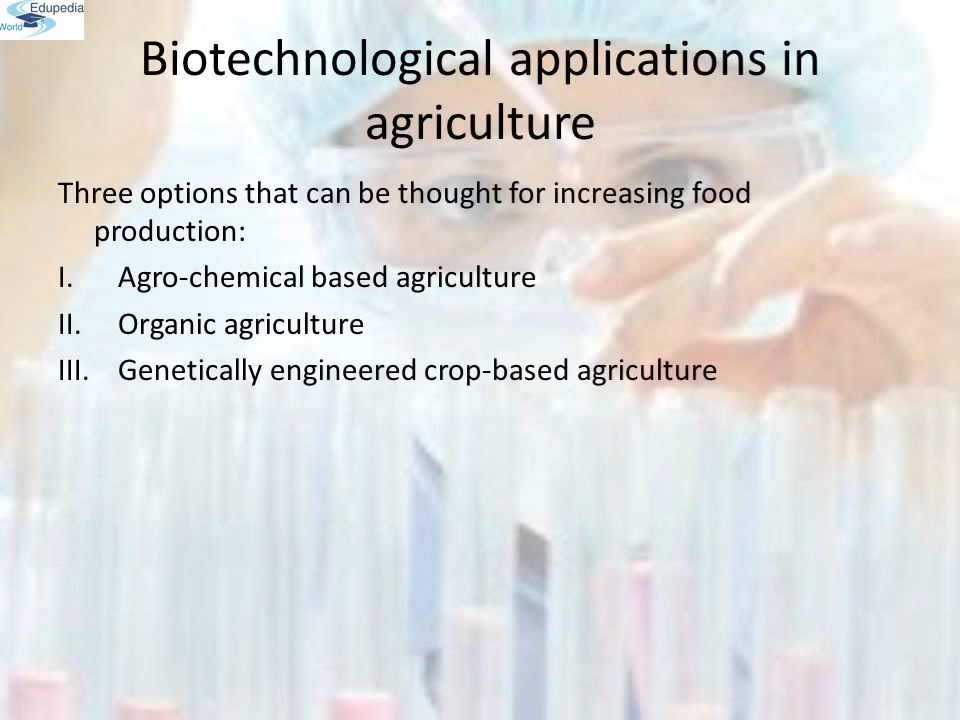 Edupedia
World
Biotechnological applications in
agriculture
Three options that can be thought for increasing food
production:
I. Agro-chemical based agriculture
II. Organic agriculture
III. Genetically engineered crop-based agriculture